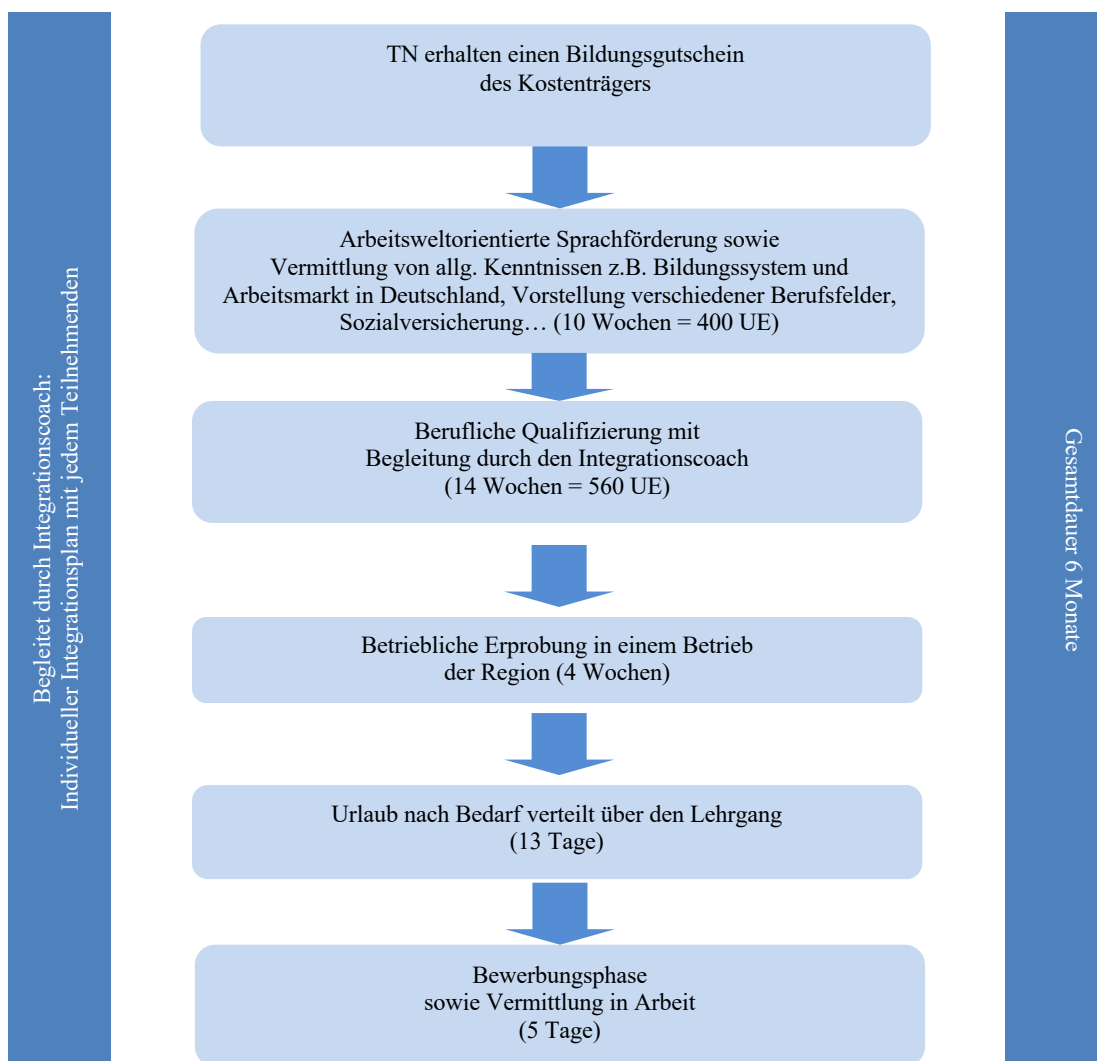 Begleitet durch Integrationscoach:
Individueller Integrationsplan mit jedem Teilnehmenden
TN erhalten einen Bildungsgutschein
des Kostenträgers
Arbeitsweltorientierte Sprachförderung sowie
Vermittlung von allg. Kenntnissen z.B. Bildungssystem und
Arbeitsmarkt in Deutschland, Vorstellung verschiedener Berufsfelder,
Sozialversicherung… (10 Wochen = 400 UE)
Berufliche Qualifizierung mit
Begleitung durch den Integrationscoach
(14 Wochen = 560 UE)
Betriebliche Erprobung in einem Betrieb
der Region (4 Wochen)
Urlaub nach Bedarf verteilt über den Lehrgang
(13 Tage)
Bewerbungsphase
sowie Vermittlung in Arbeit
(5 Tage)
Gesamtdauer 6 Monate